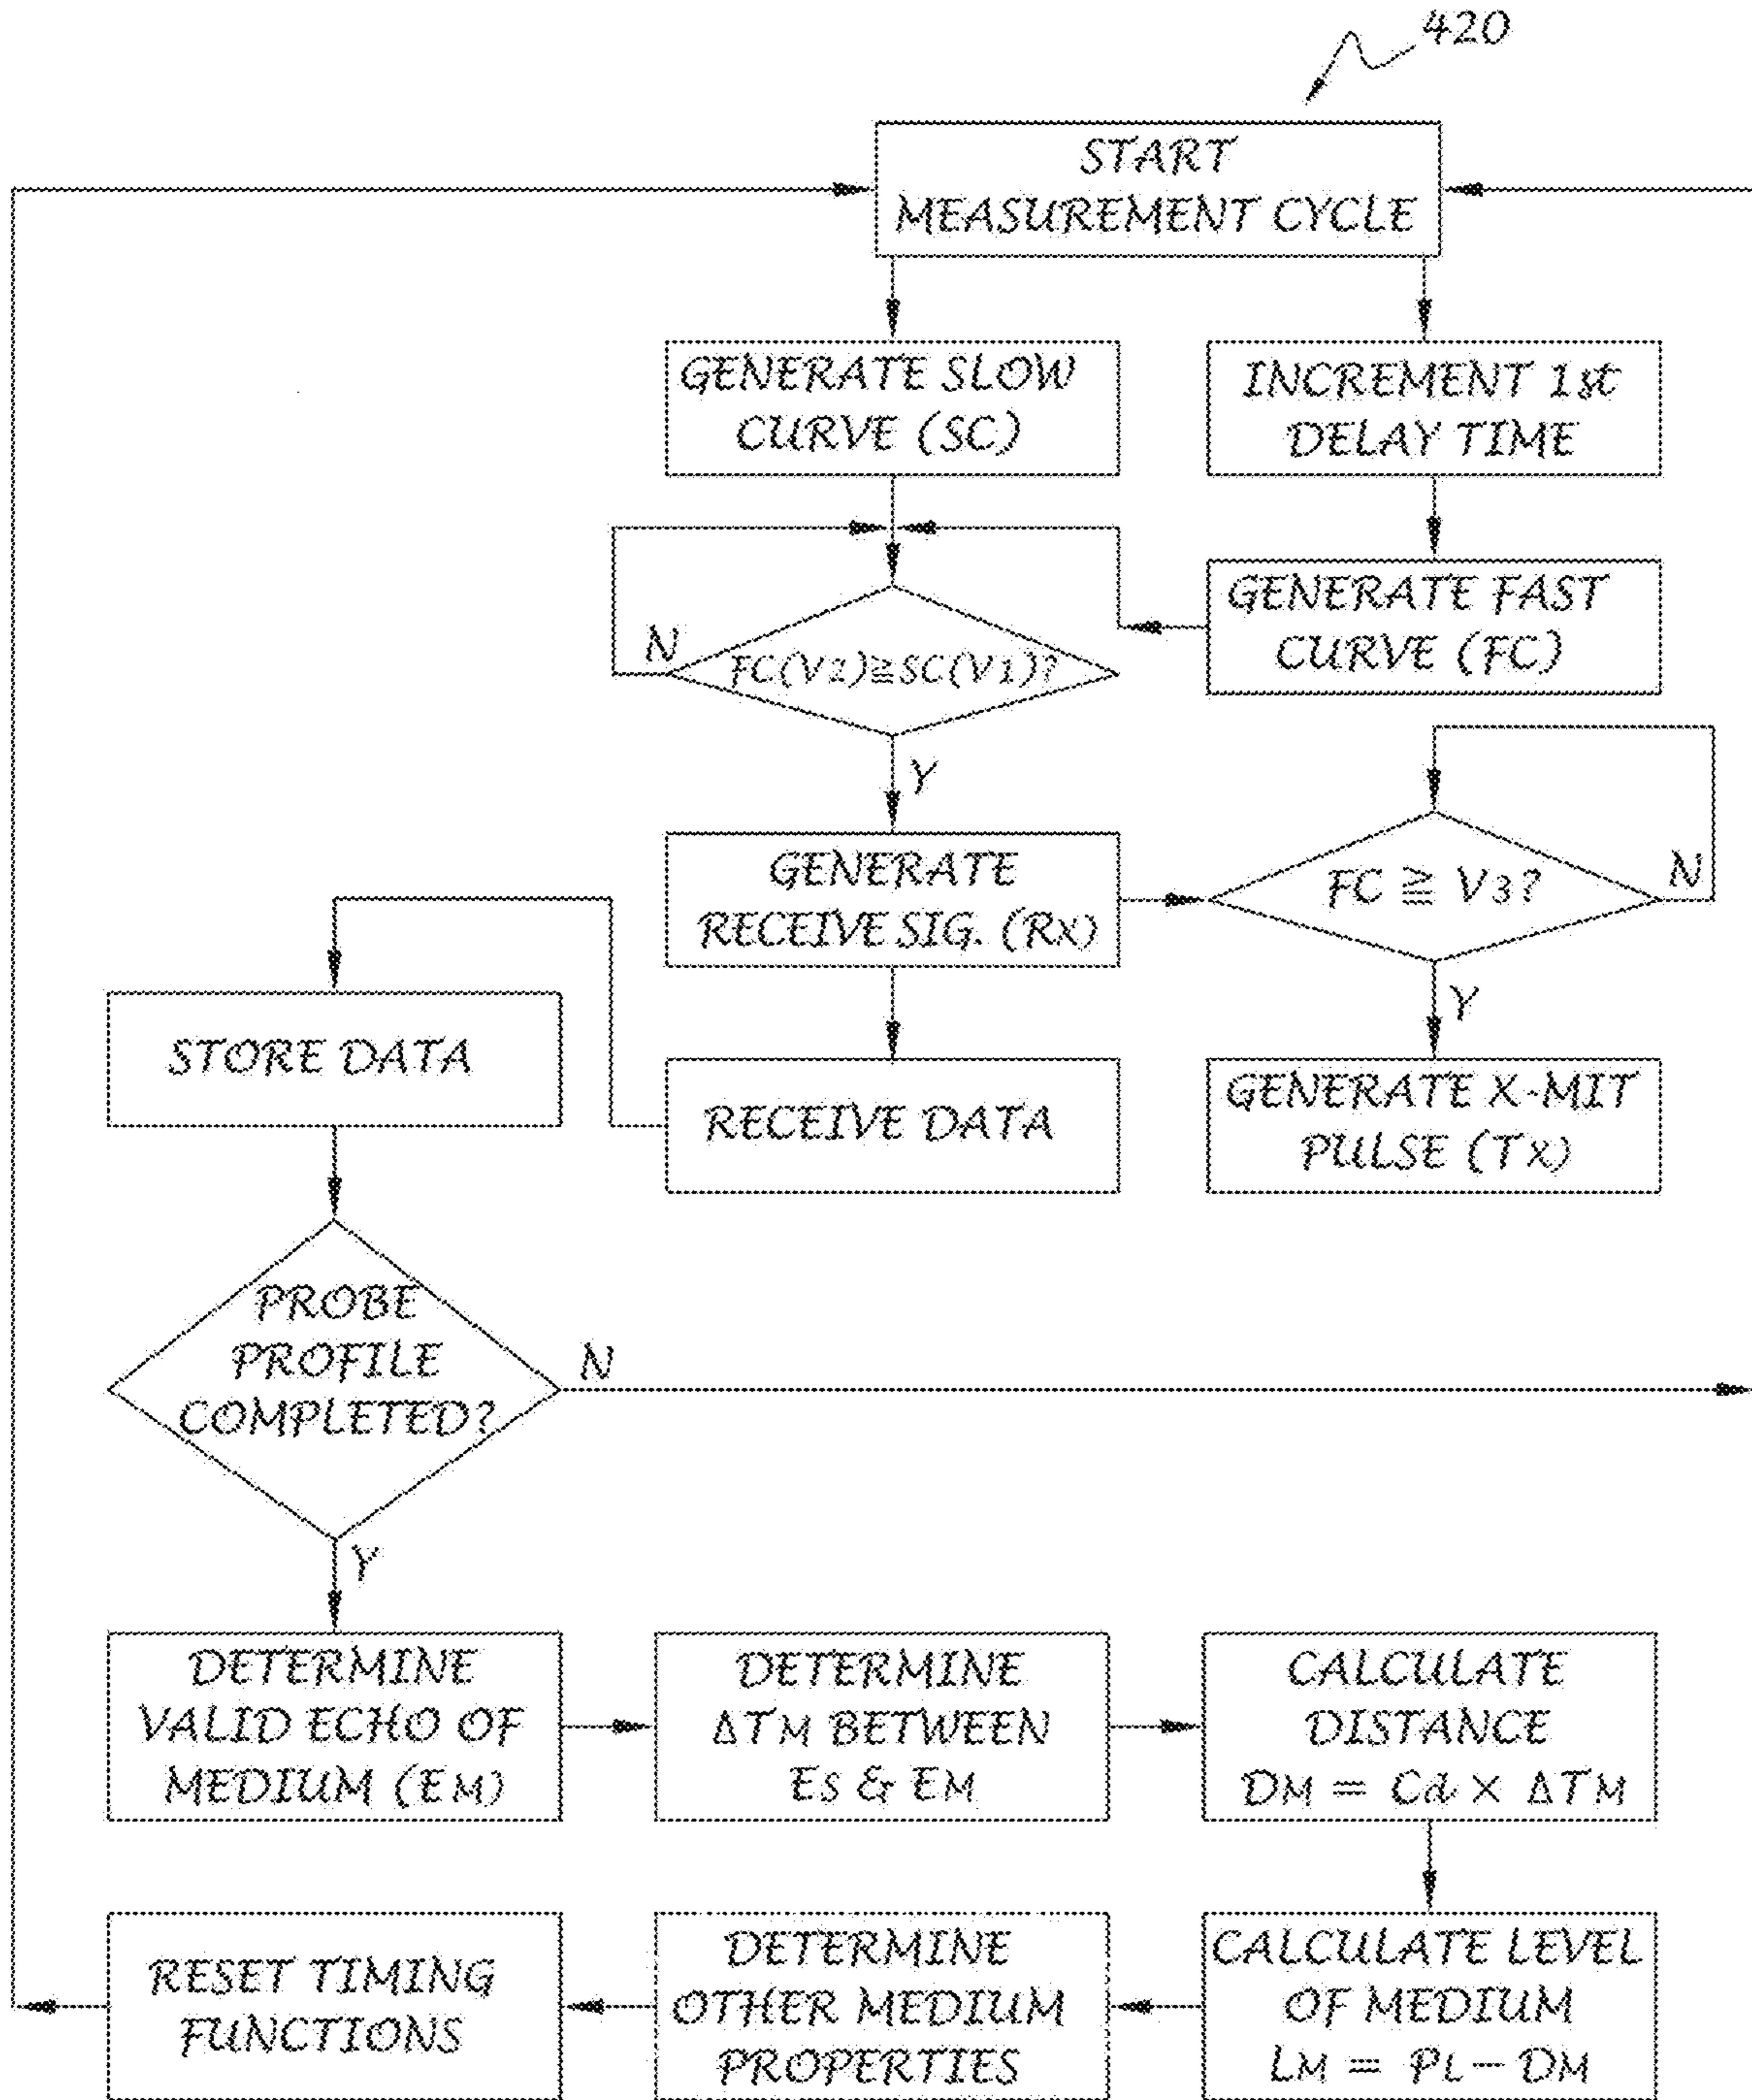 420
START
MEASUREMENT CYCLE
GENERATE SLOW
CURVE (SC)
INCREMENT 1st
DELAY TIME
GENERATE FAST
CURVE (FC)
N
FC(V2)≧SC(V1)?
Y
GENERATE
RECEIVE SIG. (RX)
FC ≧ V3?
N
Y
STORE DATA
RECEIVE DATA
GENERATE X-MIT
PULSE (TX)
PROBE
PROFILE
COMPLETED?
N
Y
DETERMINE
VALID ECHO OF
MEDIUM (EM)
DETERMINE
ΔTM BETWEEN
ES & EM
CALCULATE
DISTANCE
DM = Cd × ΔTM
CALCULATE LEVEL
OF MEDIUM
LM = PL - DM
DETERMINE
OTHER MEDIUM
PROPERTIES
RESET TIMING
FUNCTIONS